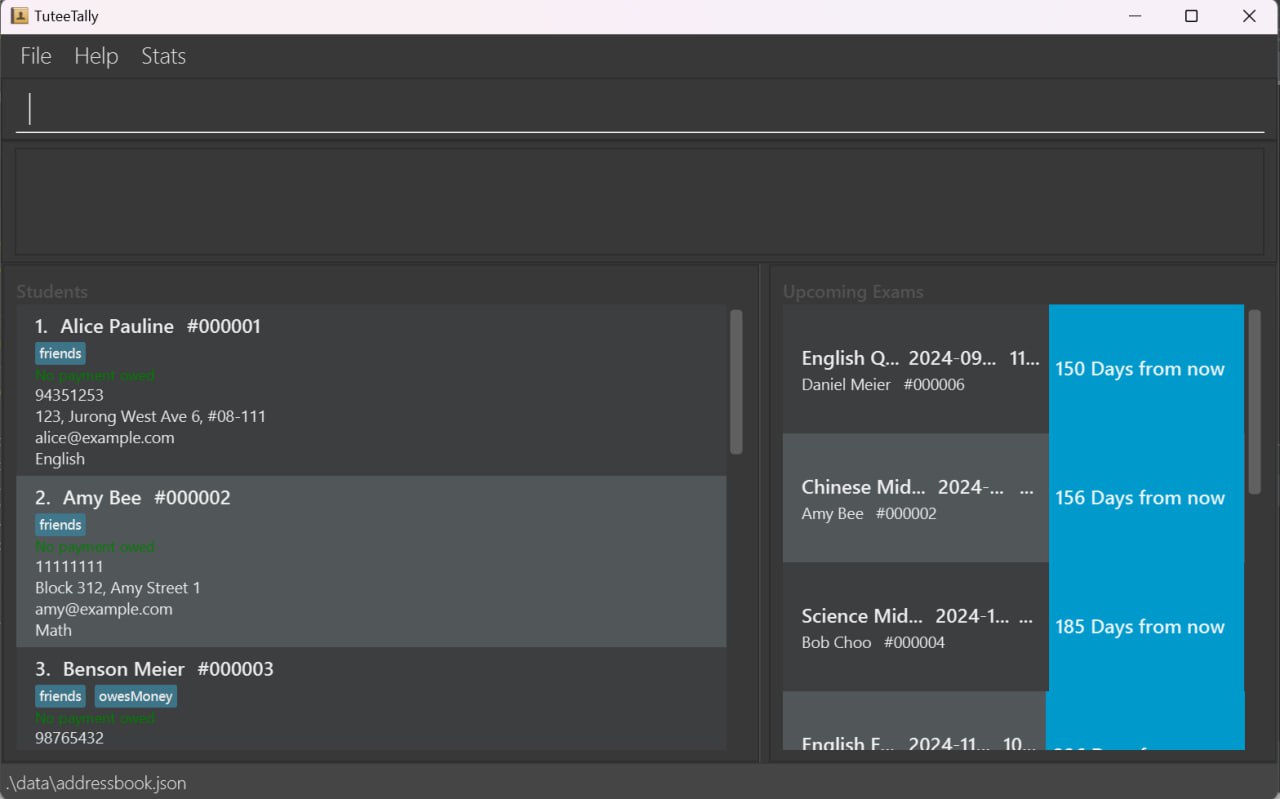 TuteeTally
File Help Stats
Students
1. Alice Pauline #000001
friends
No payment owed
94351253
123, Jurong West Ave 6, #08-111
alice@example.com
English
2. Amy Bee #000002
friends
No payment owed
11111111
Block 312, Amy Street 1
amy@example.com
Math
3. Benson Meier #000003
friends owesMoney
No payment owed
98765432
Upcoming Exams
English Q... 2024-09... 11...
Daniel Meier #000006
150 Days from now
Chinese Mid... 2024-... ...
Amy Bee #000002
156 Days from now
Science Mid... 2024-1... ...
Bob Choo #000004
185 Days from now
English E... 2024-11... 10...
.\data\addressbook.json